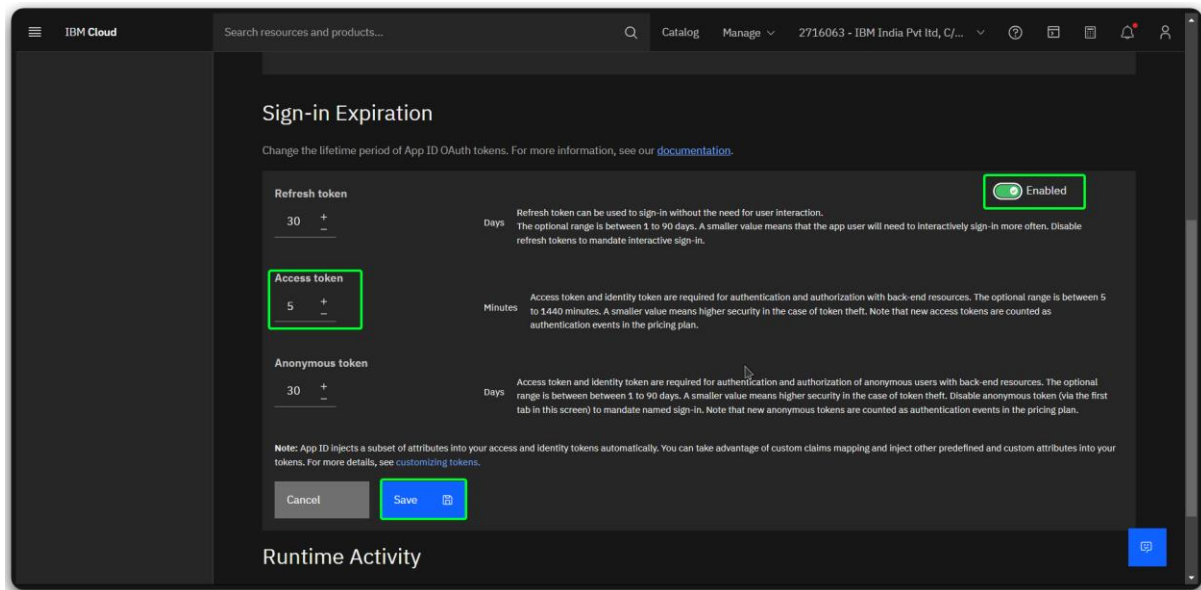 IBM Cloud
Search resources and products...
Catalog
Manage
2716063 - IBM India Pvt ltd, C/...
Sign-in Expiration
Change the lifetime period of App ID OAuth tokens. For more information, see our documentation.
Enabled
Refresh token
30
+
−
Days
Refresh token can be used to sign-in without the need for user interaction.
The optional range is between 1 to 90 days. A smaller value means that the app user will need to interactively sign-in more often. Disable
refresh tokens to mandate interactive sign-in.
Access token
5
+
−
Minutes
Access token and identity token are required for authentication and authorization with back-end resources. The optional range is between 5
to 1440 minutes. A smaller value means higher security in the case of token theft. Note that new access tokens are counted as
authentication events in the pricing plan.
Anonymous token
30
+
−
Days
Access token and identity token are required for authentication and authorization of anonymous users with back-end resources. The optional
range is between between 1 to 90 days. A smaller value means higher security in the case of token theft. Disable anonymous token (via the first
tab in this screen) to mandate named sign-in. Note that new anonymous tokens are counted as authentication events in the pricing plan.
Note: App ID injects a subset of attributes into your access and identity tokens automatically. You can take advantage of custom claims mapping and inject other predefined and custom attributes into your
tokens. For more details, see customizing tokens.
Cancel
Save
Runtime Activity